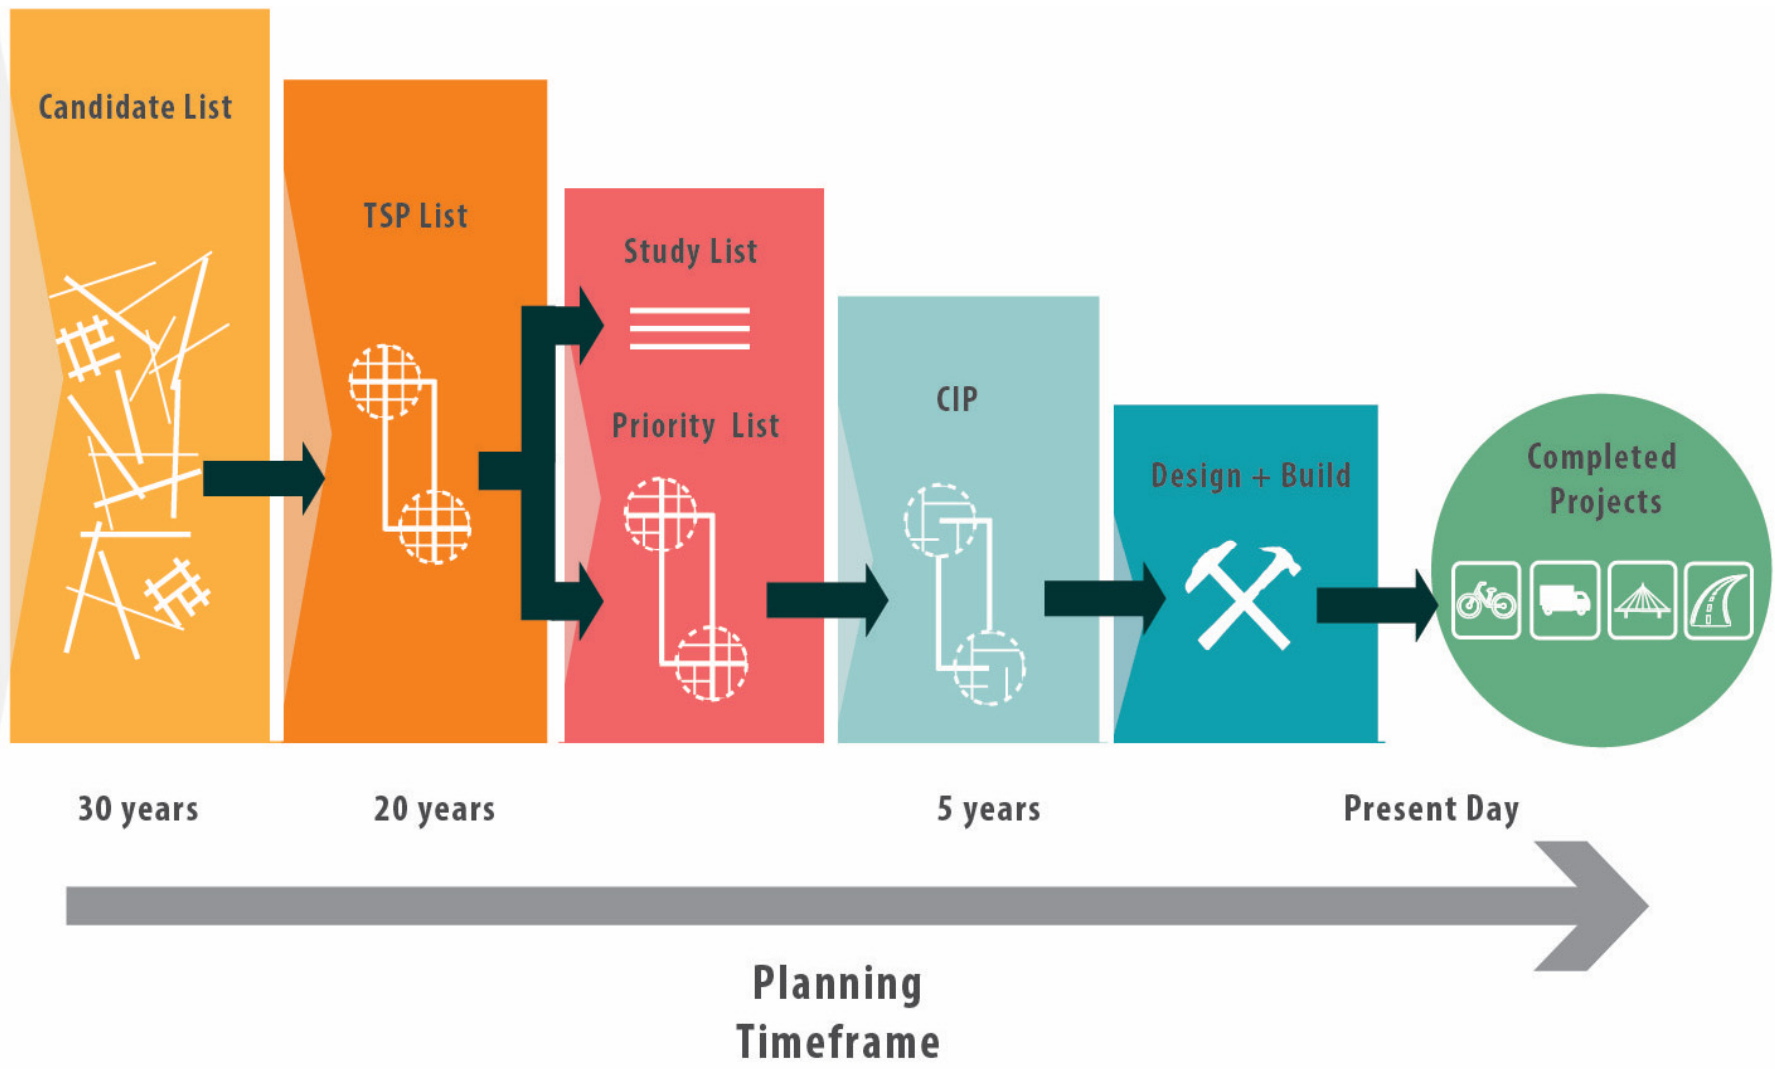 Candidate List
TSP List
Study List
Priority List
CIP
Design + Build
Completed
Projects
30 years
20 years
5 years
Present Day
Planning
Timeframe